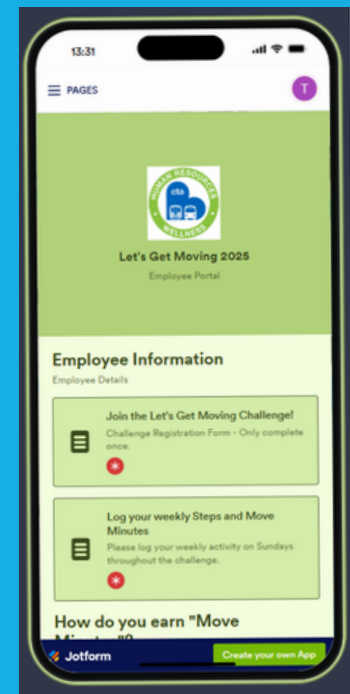 13:31
PAGES
T
HUMAN RESOURCES
cta
WELLNESS
Let's Get Moving 2025
Employee Portal
Employee Information
Employee Details
Join the Let's Get Moving Challenge!
Challenge Registration Form - Only complete
once.
Log your weekly Steps and Move
Minutes
Please log your weekly activity on Sundays
throughout the challenge.
How do you earn "Move
Jotform
Create your own App